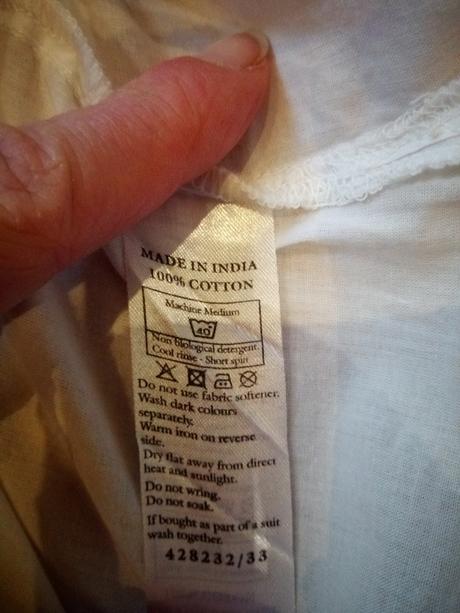 MADE IN INDIA
100% COTTON
Machine Medium
40°
Non biological detergent.
Cool rinse - Short spin
Do not use fabric softener.
Wash dark colours
separately.
Warm iron on reverse
side.
Dry flat away from direct
heat and sunlight.
Do not wring.
Do not soak.
If bought as part of a suit
wash together.
428232/33